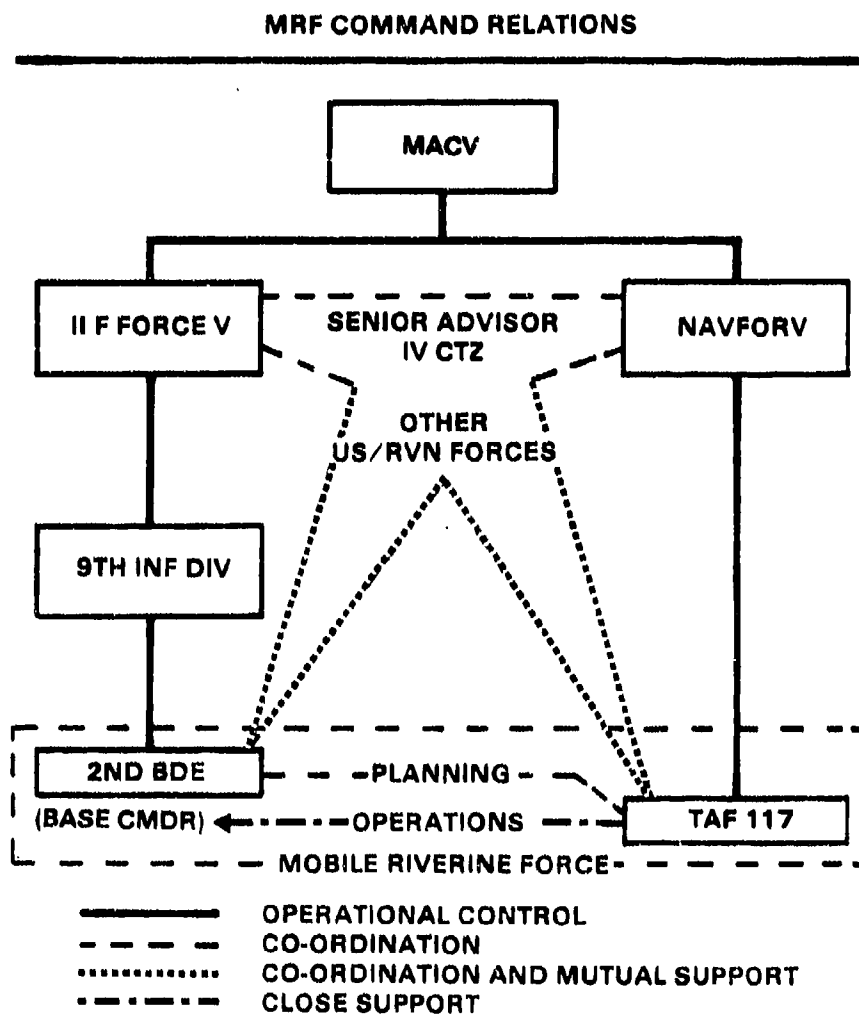 MRF COMMAND RELATIONS
MACV
II F FORCE V
SENIOR ADVISOR
IV CTZ
NAVFORV
OTHER
US/RVN FORCES
9TH INF DIV
2ND BDE
PLANNING
(BASE CMDR)
OPERATIONS
TAF 117
MOBILE RIVERINE FORCE
OPERATIONAL CONTROL
CO-ORDINATION
CO-ORDINATION AND MUTUAL SUPPORT
CLOSE SUPPORT